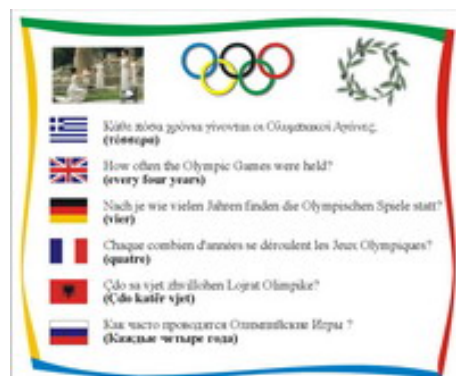 Κάθε πόσα χρόνια γίνονται οι Ολυμπιακοί Αγώνες;
(τέσσερα)
How often the Olympic Games were held?
(every four years)
Nach je wie vielen Jahren finden die Olympischen Spiele statt?
(vier)
Chaque combien d'années se déroulent les Jeux Olympiques?
(quatre)
Çdo sa vjet zhvillohen Lojrat Olimpike?
(Çdo katër vjet)
Как часто проводятся Олимпийские Игры ?
(Каждые четыре года)